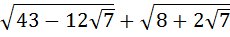 √(43 − 12√7) + √(8 + 2√7)